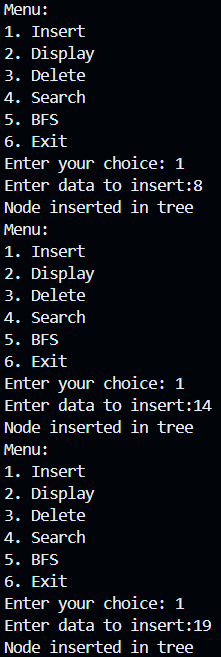 Menu:
1. Insert
2. Display
3. Delete
4. Search
5. BFS
6. Exit
Enter your choice: 1
Enter data to insert:8
Node inserted in tree
Menu:
1. Insert
2. Display
3. Delete
4. Search
5. BFS
6. Exit
Enter your choice: 1
Enter data to insert:14
Node inserted in tree
Menu:
1. Insert
2. Display
3. Delete
4. Search
5. BFS
6. Exit
Enter your choice: 1
Enter data to insert:19
Node inserted in tree